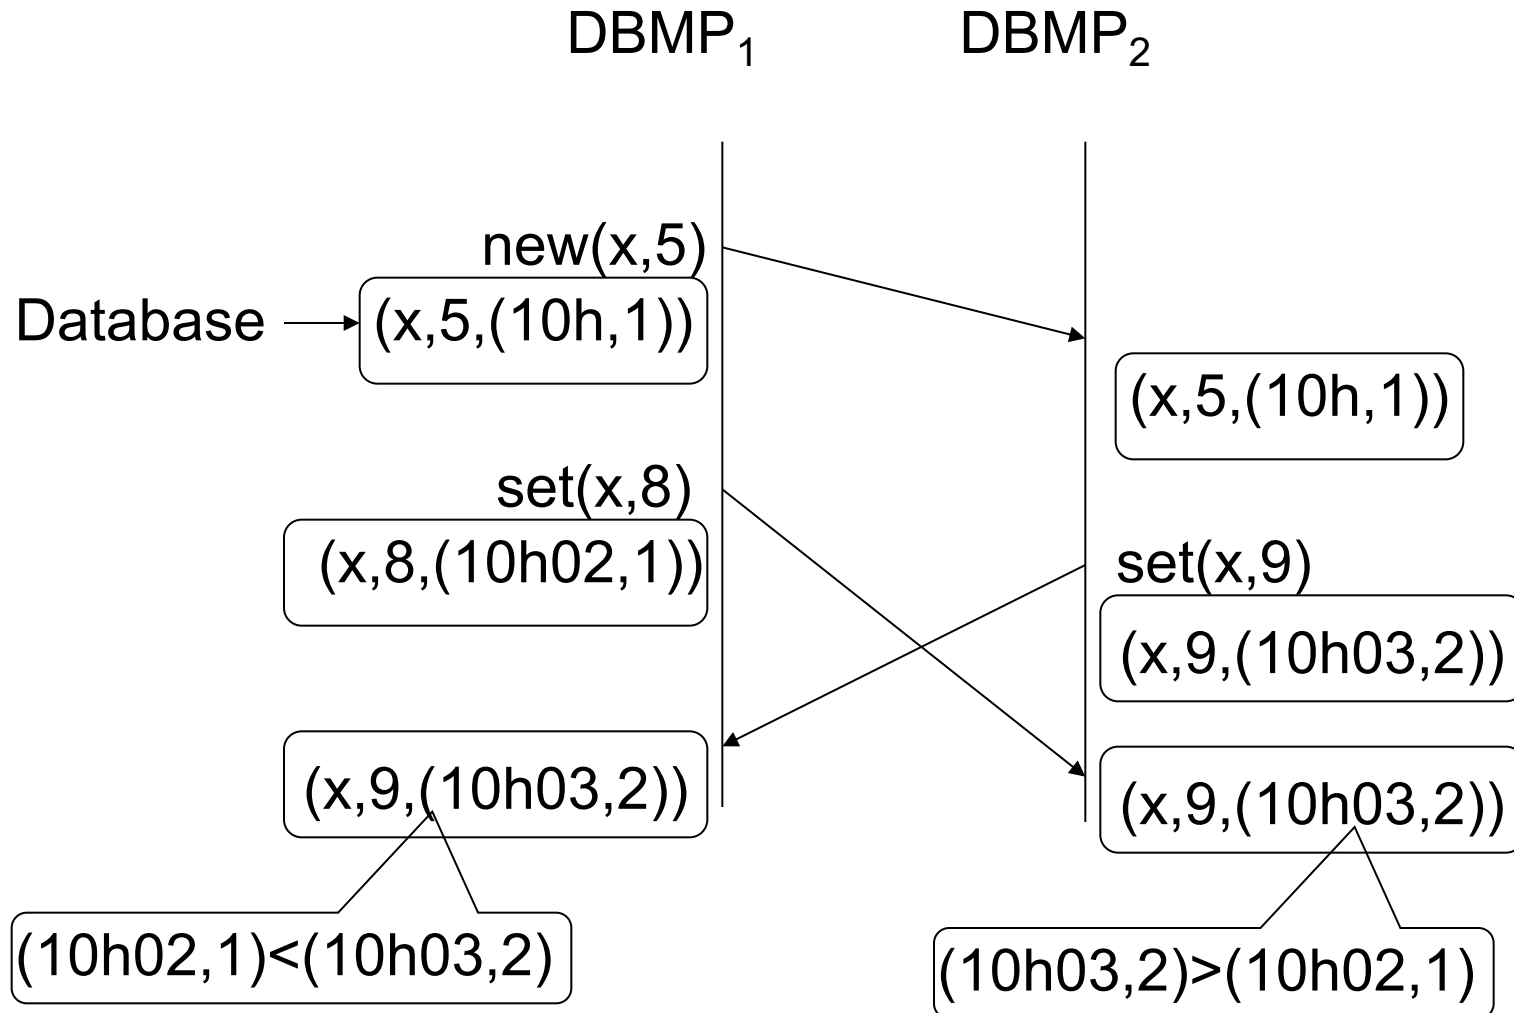 DBMP₁
DBMP₂
new(x,5)
Database
(x,5,(10h,1))
(x,5,(10h,1))
set(x,8)
(x,8,(10h02,1))
set(x,9)
(x,9,(10h03,2))
(x,9,(10h03,2))
(x,9,(10h03,2))
(10h02,1)<(10h03,2)
(10h03,2)>(10h02,1)